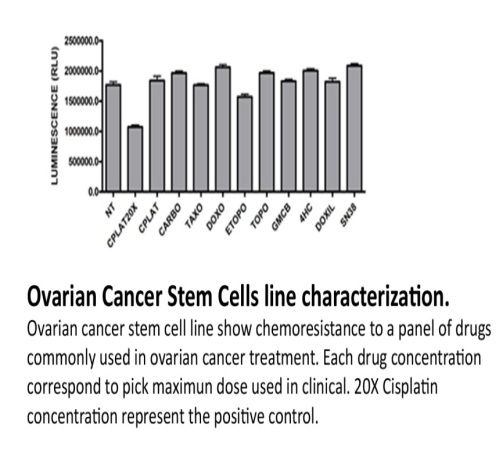 LUMINESCENCE (RLU)
2500000.0
2000000.0
1500000.0
1000000.0
500000.0
0.0
NT
CPLAT20X
CPLAT
CARBO
TAXO
DOXO
ETOPO
TOPO
GMCB
4HC
DOXIL
SN38
Ovarian Cancer Stem Cells line characterization.
Ovarian cancer stem cell line show chemoresistance to a panel of drugs
commonly used in ovarian cancer treatment. Each drug concentration
correspond to pick maximun dose used in clinical. 20X Cisplatin
concentration represent the positive control.